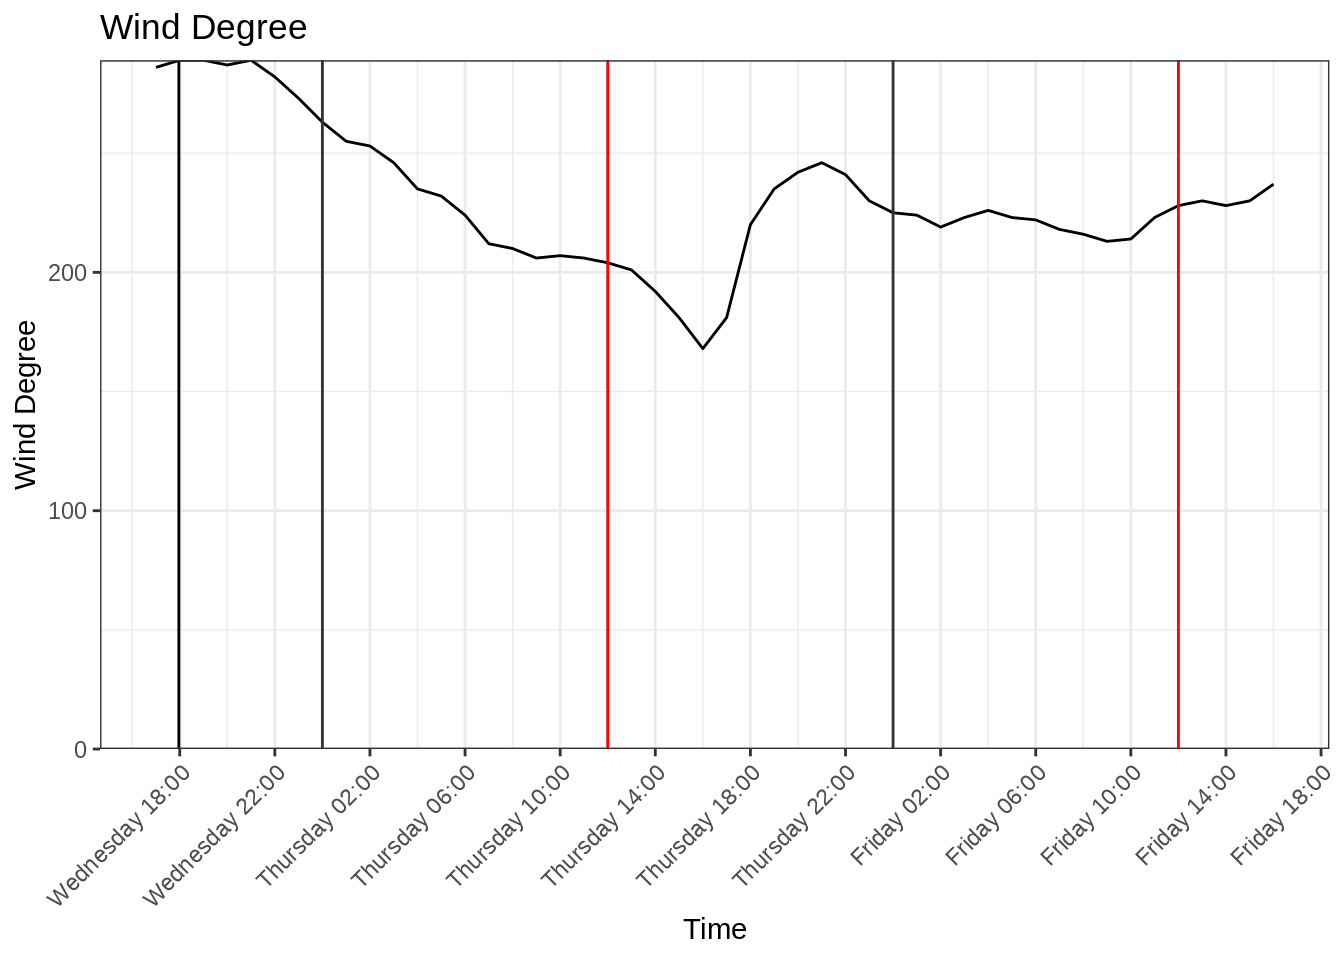 Wind Degree
Wind Degree
200
100
0
Wednesday 18:00
Wednesday 22:00
Thursday 02:00
Thursday 06:00
Thursday 10:00
Thursday 14:00
Thursday 18:00
Thursday 22:00
Friday 02:00
Friday 06:00
Friday 10:00
Friday 14:00
Friday 18:00
Time